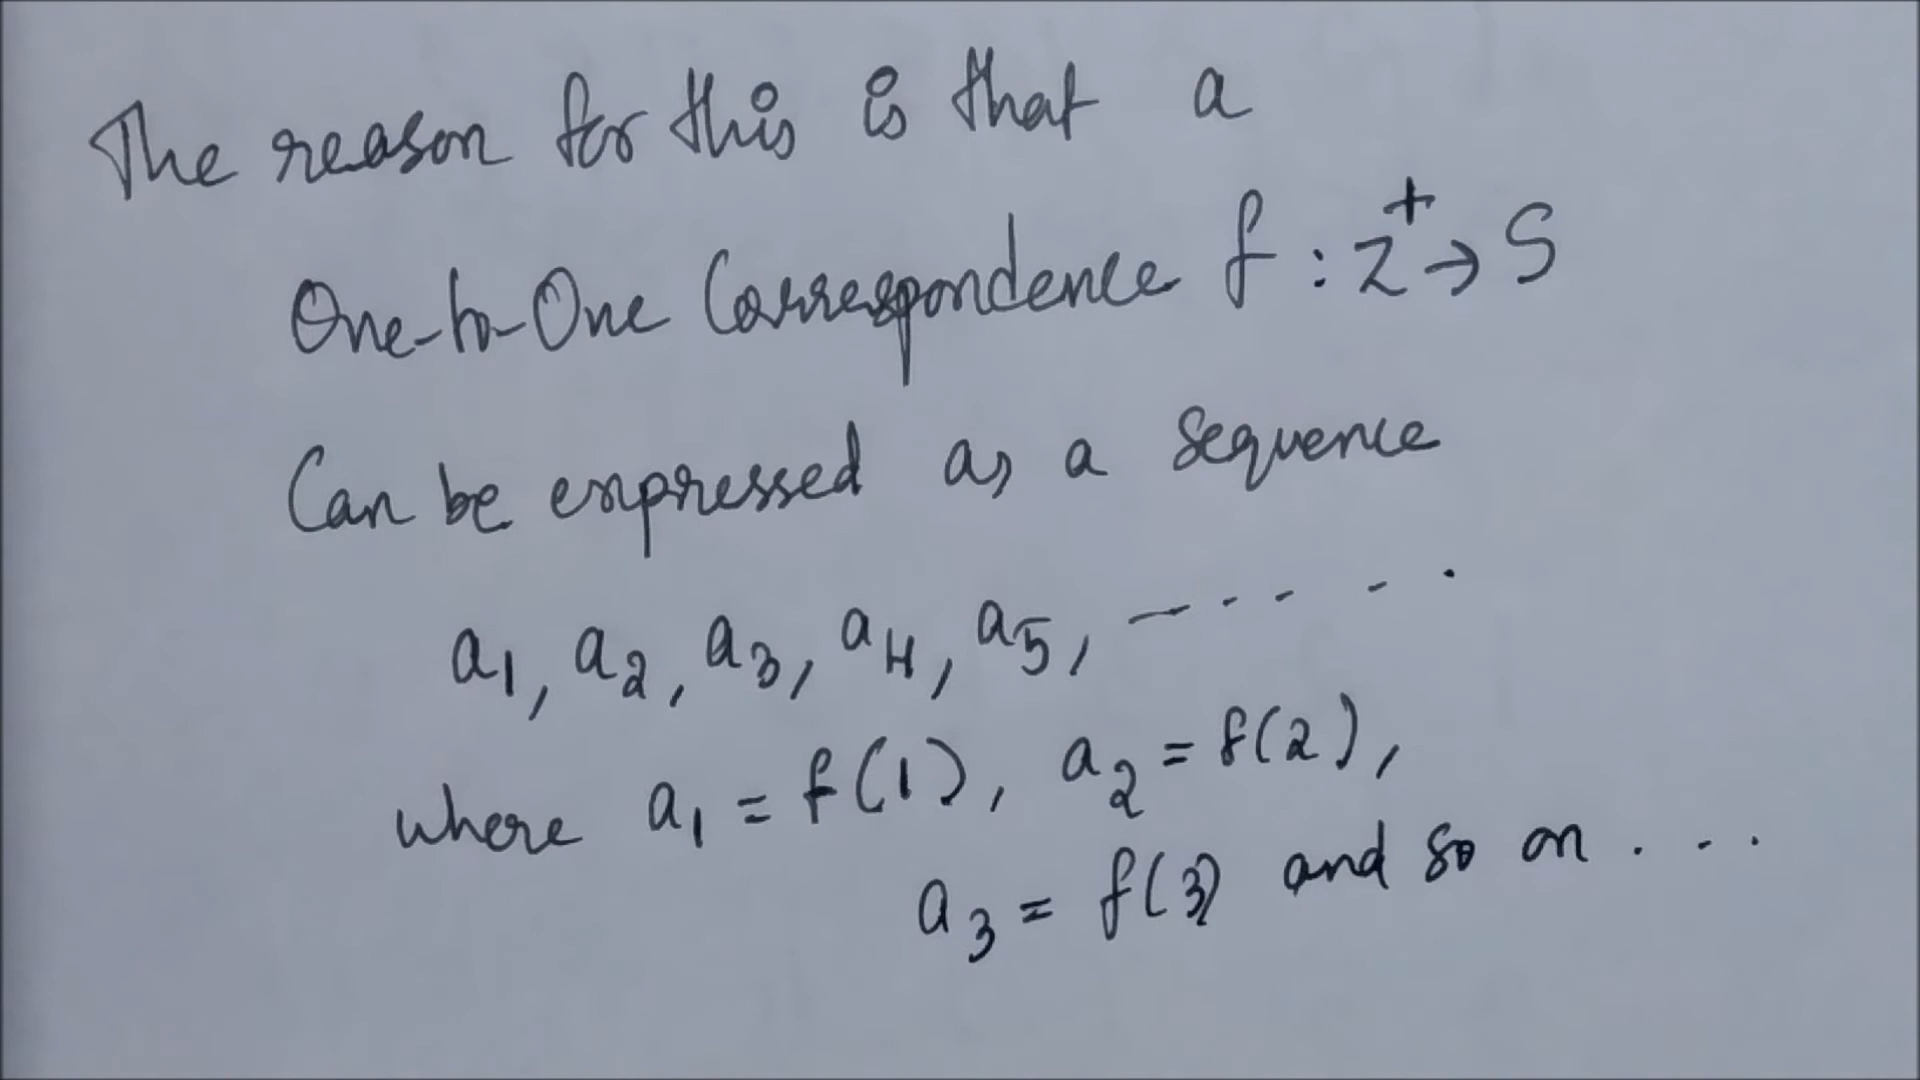 The reason for this is that a
One-to-One Correspondence f : Z⁺ → S
Can be expressed as a sequence
a₁, a₂, a₃, a₄, a₅, — - - - - .
where a₁ = f(1), a₂ = f(2),
a₃ = f(3) and so on . - - .